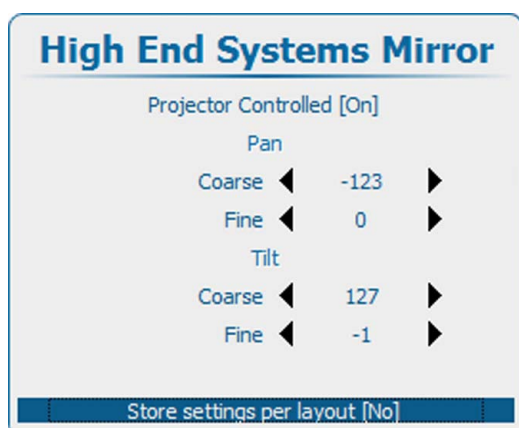 High End Systems Mirror
Projector Controlled [On]
Pan
Coarse -123
Fine 0
Tilt
Coarse 127
Fine -1
Store settings per layout [No]